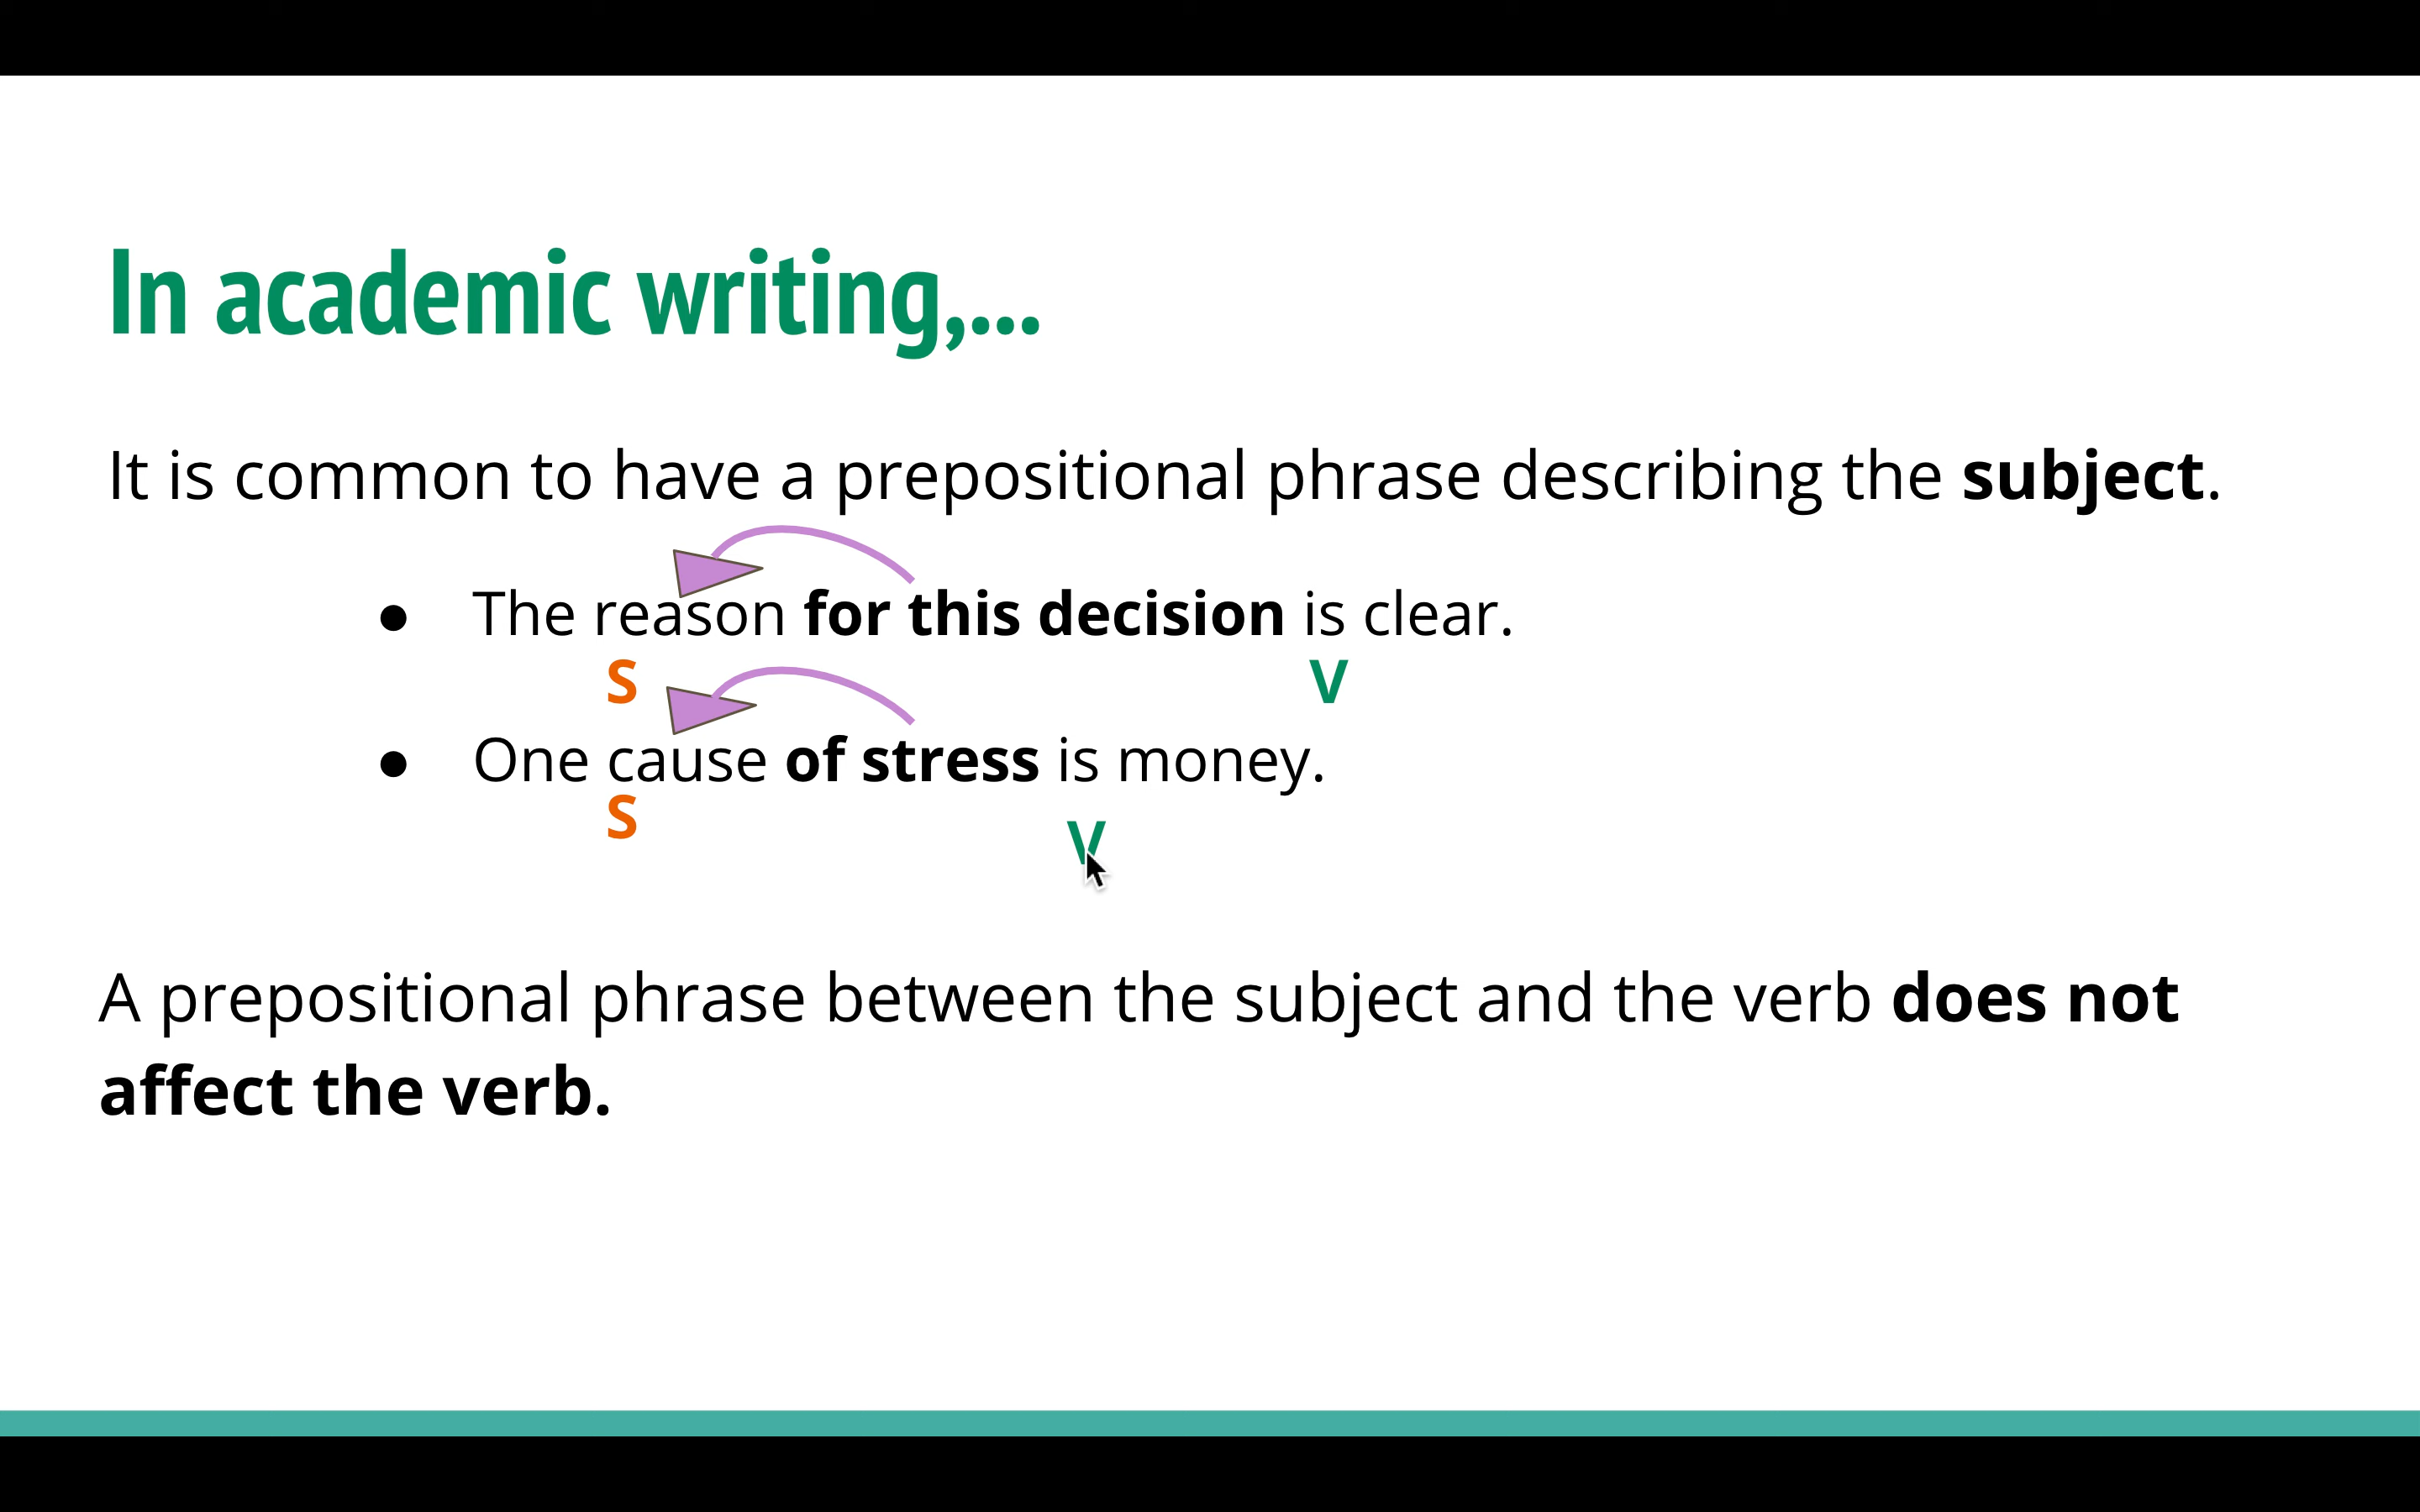 In academic writing,...
It is common to have a prepositional phrase describing the subject.
● The reason for this decision is clear.
S V
● One cause of stress is money.
S
V
A prepositional phrase between the subject and the verb does not
affect the verb.